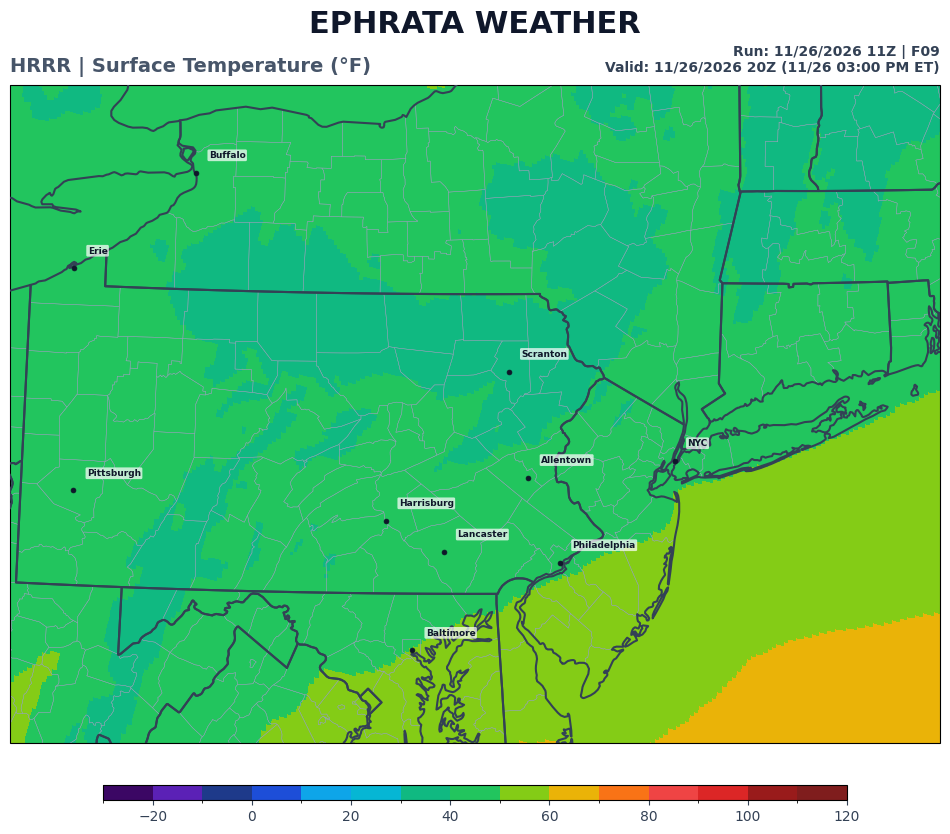 EPHRATA WEATHER
HRRR | Surface Temperature (°F)
Run: 11/26/2026 11Z | F09
Valid: 11/26/2026 20Z (11/26 03:00 PM ET)
Buffalo
Erie
Scranton
NYC
Allentown
Pittsburgh
Harrisburg
Lancaster
Philadelphia
Baltimore
−20 0 20 40 60 80 100 120